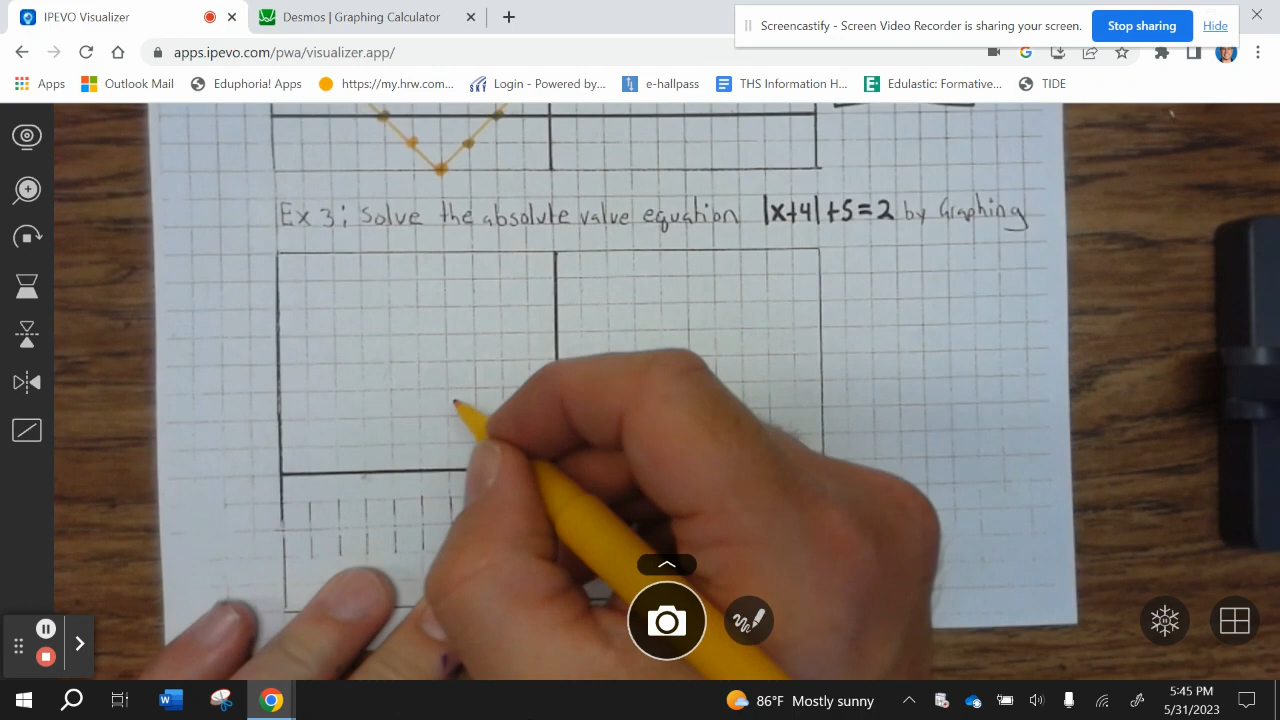 IPEVO Visualizer
Desmos | Graphing Calculator
Screencastify - Screen Video Recorder is sharing your screen.
Stop sharing
Hide
apps.ipevo.com/pwa/visualizer.app/
Apps
Outlook Mail
Eduphoria! Apps
https://my.hrw.com...
Login - Powered by...
e-hallpass
THS Information H...
Edulastic: Formative...
TIDE
Ex 3: Solve the absolute value equation |x+4|+5=2 by Graphing
86°F Mostly sunny
5:45 PM
5/31/2023